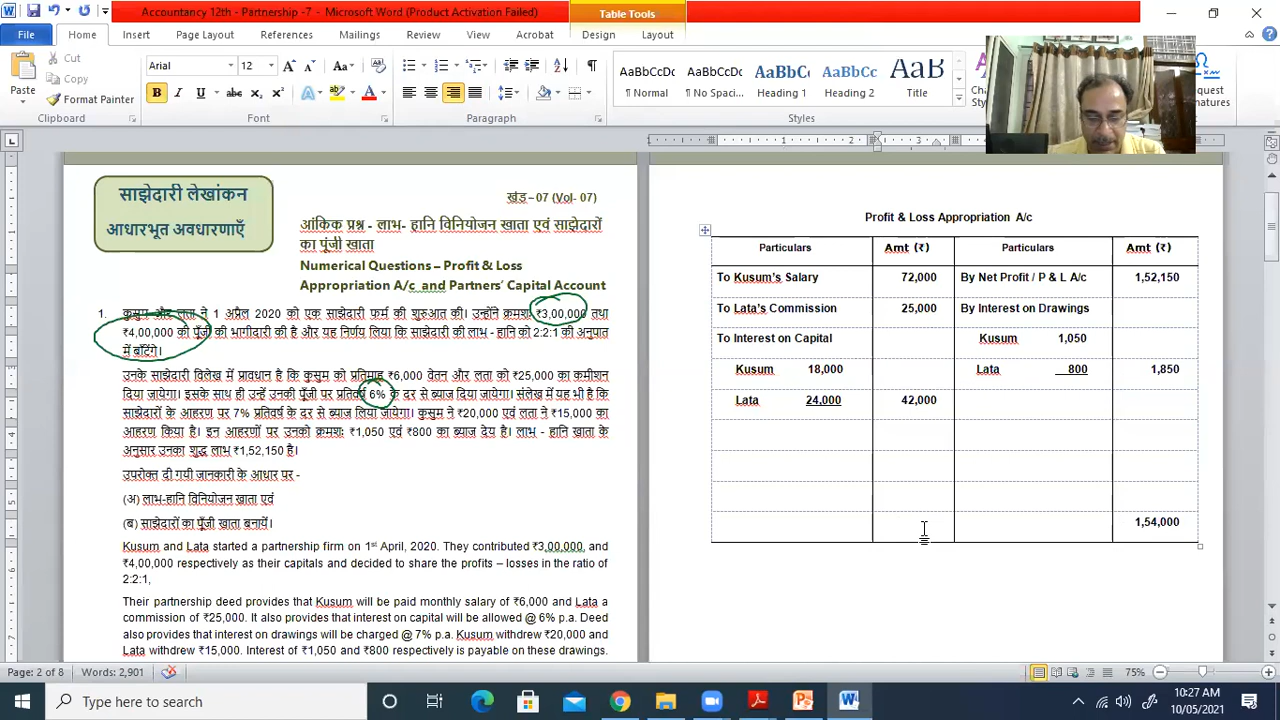 Accountancy 12th - Partnership -7 - Microsoft Word (Product Activation Failed)
Table Tools
File Home Insert Page Layout References Mailings Review View Acrobat Design Layout
Paste
Cut
Copy
Format Painter
Clipboard
Arial 12
Font
Paragraph
AaBbCcDc AaBbCcDc AaBbCc AaBbCc AaB
¶ Normal ¶ No Spaci... Heading 1 Heading 2 Title
Styles
साझेदारी लेखांकन
आधारभूत अवधारणाएँ
खंड – 07 (Vol- 07)
आंकिक प्रश्न - लाभ- हानि विनियोजन खाता एवं साझेदारों
का पूंजी खाता
Numerical Questions – Profit & Loss
Appropriation A/c and Partners' Capital Account
1. कुसुम और लता ने 1 अप्रैल 2020 को एक साझेदारी फर्म की शुरुआत की। उन्होंने क्रमशः ₹3,00,000 तथा
₹4,00,000 की पूँजी की भागीदारी की है और यह निर्णय लिया कि साझेदारी की लाभ - हानि को 2:2:1 की अनुपात
में बाँटेंगे।
उनके साझेदारी विलेख में प्रावधान है कि कुसुम को प्रतिमाह ₹6,000 वेतन और लता को ₹25,000 का कमीशन
दिया जायेगा। इसके साथ ही उन्हें उनकी पूँजी पर प्रतिवर्ष 6% के दर से ब्याज दिया जायेगा। संलेख में यह भी है कि
साझेदारों के आहरण पर 7% प्रतिवर्ष के दर से ब्याज लिया जायेगा। कुसुम ने ₹20,000 एवं लता ने ₹15,000 का
आहरण किया है। इन आहरणों पर उनको क्रमशः ₹1,050 एवं ₹800 का ब्याज देय है। लाभ - हानि खाता के
अनुसार उनका शुद्ध लाभ ₹1,52,150 है।
उपरोक्त दी गयी जानकारी के आधार पर -
(अ) लाभ-हानि विनियोजन खाता एवं
(ब) साझेदारों का पूँजी खाता बनायें।
Kusum and Lata started a partnership firm on 1st April, 2020. They contributed ₹3,00,000, and
₹4,00,000 respectively as their capitals and decided to share the profits – losses in the ratio of
2:2:1,
Their partnership deed provides that Kusum will be paid monthly salary of ₹6,000 and Lata a
commission of ₹25,000. It also provides that interest on capital will be allowed @ 6% p.a. Deed
also provides that interest on drawings will be charged @ 7% p.a. Kusum withdrew ₹20,000 and
Lata withdrew ₹15,000. Interest of ₹1,050 and ₹800 respectively is payable on these drawings.
Profit & Loss Appropriation A/c
Particulars Amt (₹) Particulars Amt (₹)
To Kusum's Salary 72,000 By Net Profit / P & L A/c 1,52,150
To Lata's Commission 25,000 By Interest on Drawings
To Interest on Capital Kusum 1,050
Kusum 18,000 Lata 800 1,850
Lata 24,000 42,000
1,54,000
Page: 2 of 8 Words: 2,901 75%
Type here to search
10:27 AM
10/05/2021